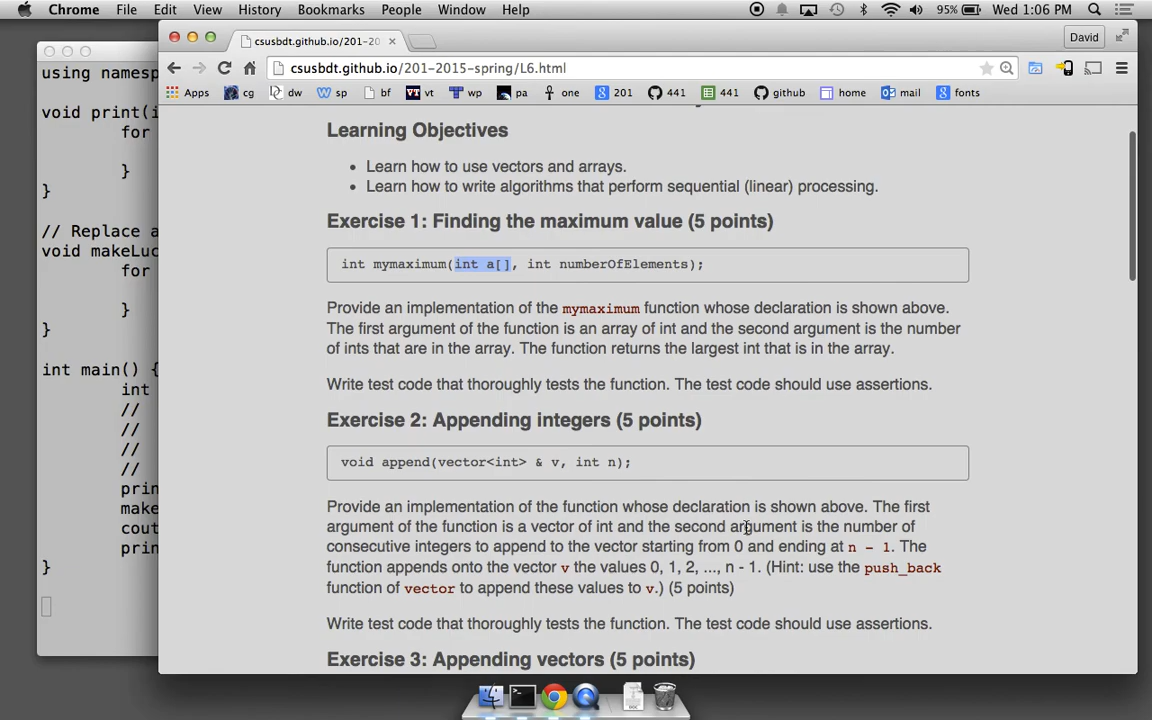 Chrome File Edit View History Bookmarks People Window Help 95% Wed 1:06 PM
csusbdt.github.io/201-20 David
csusbdt.github.io/201-2015-spring/L6.html
Apps cg dw sp bf vt wp pa one 201 441 441 github home mail fonts
using namesp
void print(i
for
}
}
// Replace a
void makeLuc
for
}
}
int main() {
int
//
//
//
//
prin
make
cout
prin
}
Learning Objectives
• Learn how to use vectors and arrays.
• Learn how to write algorithms that perform sequential (linear) processing.
Exercise 1: Finding the maximum value (5 points)
int mymaximum(int a[], int numberOfElements);
Provide an implementation of the mymaximum function whose declaration is shown above.
The first argument of the function is an array of int and the second argument is the number
of ints that are in the array. The function returns the largest int that is in the array.
Write test code that thoroughly tests the function. The test code should use assertions.
Exercise 2: Appending integers (5 points)
void append(vector<int> & v, int n);
Provide an implementation of the function whose declaration is shown above. The first
argument of the function is a vector of int and the second argument is the number of
consecutive integers to append to the vector starting from 0 and ending at n - 1. The
function appends onto the vector v the values 0, 1, 2, ..., n - 1. (Hint: use the push_back
function of vector to append these values to v.) (5 points)
Write test code that thoroughly tests the function. The test code should use assertions.
Exercise 3: Appending vectors (5 points)